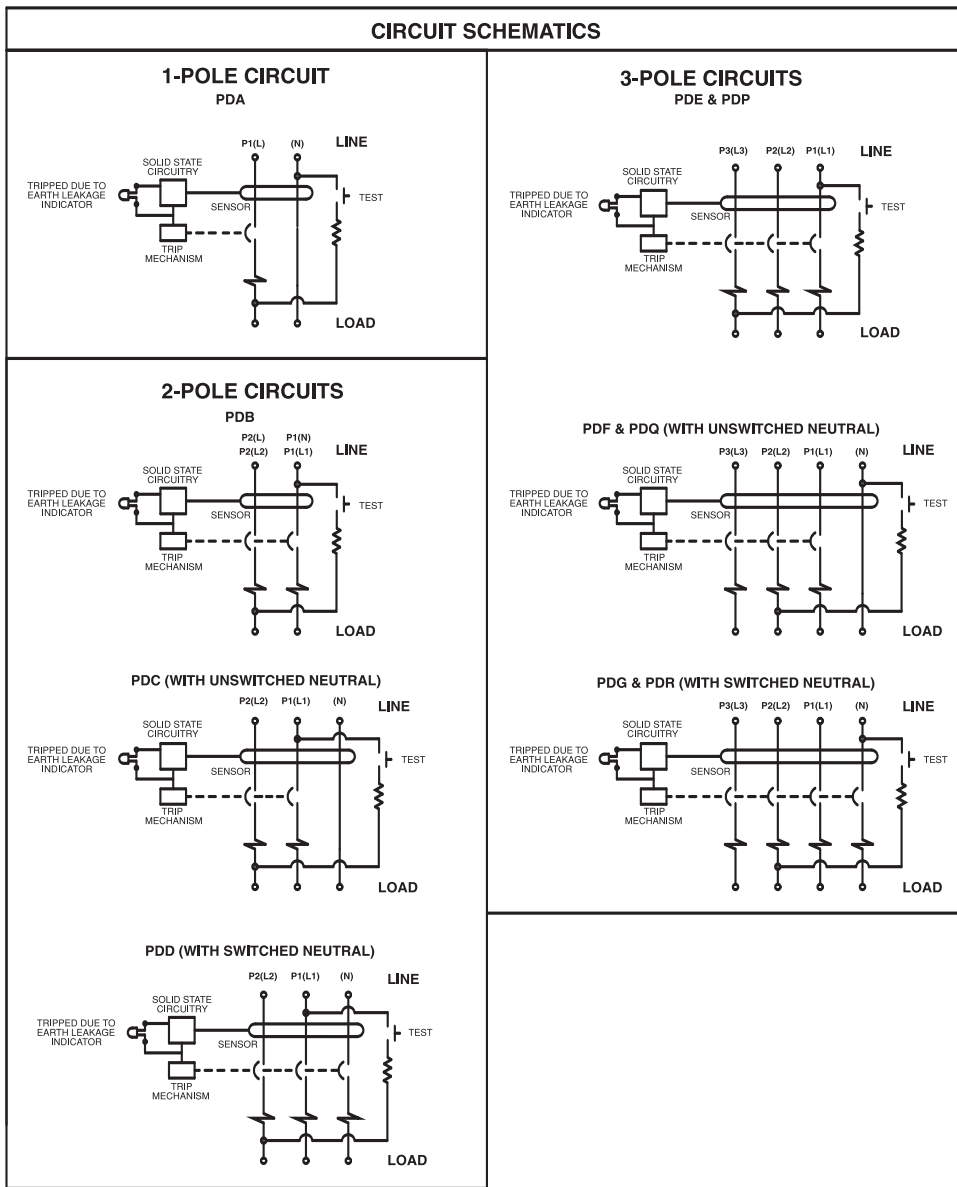 CIRCUIT SCHEMATICS
1-POLE CIRCUIT
PDA
P1(L) (N) LINE
SOLID STATE
CIRCUITRY
TRIPPED DUE TO
EARTH LEAKAGE
INDICATOR
SENSOR
TEST
TRIP
MECHANISM
LOAD
2-POLE CIRCUITS
PDB
P2(L) P1(N)
P2(L2) P1(L1) LINE
SOLID STATE
CIRCUITRY
TRIPPED DUE TO
EARTH LEAKAGE
INDICATOR
SENSOR
TEST
TRIP
MECHANISM
LOAD
PDC (WITH UNSWITCHED NEUTRAL)
P2(L2) P1(L1) (N) LINE
SOLID STATE
CIRCUITRY
TRIPPED DUE TO
EARTH LEAKAGE
INDICATOR
SENSOR
TEST
TRIP
MECHANISM
LOAD
PDD (WITH SWITCHED NEUTRAL)
P2(L2) P1(L1) (N) LINE
SOLID STATE
CIRCUITRY
TRIPPED DUE TO
EARTH LEAKAGE
INDICATOR
SENSOR
TEST
TRIP
MECHANISM
LOAD
3-POLE CIRCUITS
PDE & PDP
P3(L3) P2(L2) P1(L1) LINE
SOLID STATE
CIRCUITRY
TRIPPED DUE TO
EARTH LEAKAGE
INDICATOR
SENSOR
TEST
TRIP
MECHANISM
LOAD
PDF & PDQ (WITH UNSWITCHED NEUTRAL)
P3(L3) P2(L2) P1(L1) (N) LINE
SOLID STATE
CIRCUITRY
TRIPPED DUE TO
EARTH LEAKAGE
INDICATOR
SENSOR
TEST
TRIP
MECHANISM
LOAD
PDG & PDR (WITH SWITCHED NEUTRAL)
P3(L3) P2(L2) P1(L1) (N) LINE
SOLID STATE
CIRCUITRY
TRIPPED DUE TO
EARTH LEAKAGE
INDICATOR
SENSOR
TEST
TRIP
MECHANISM
LOAD